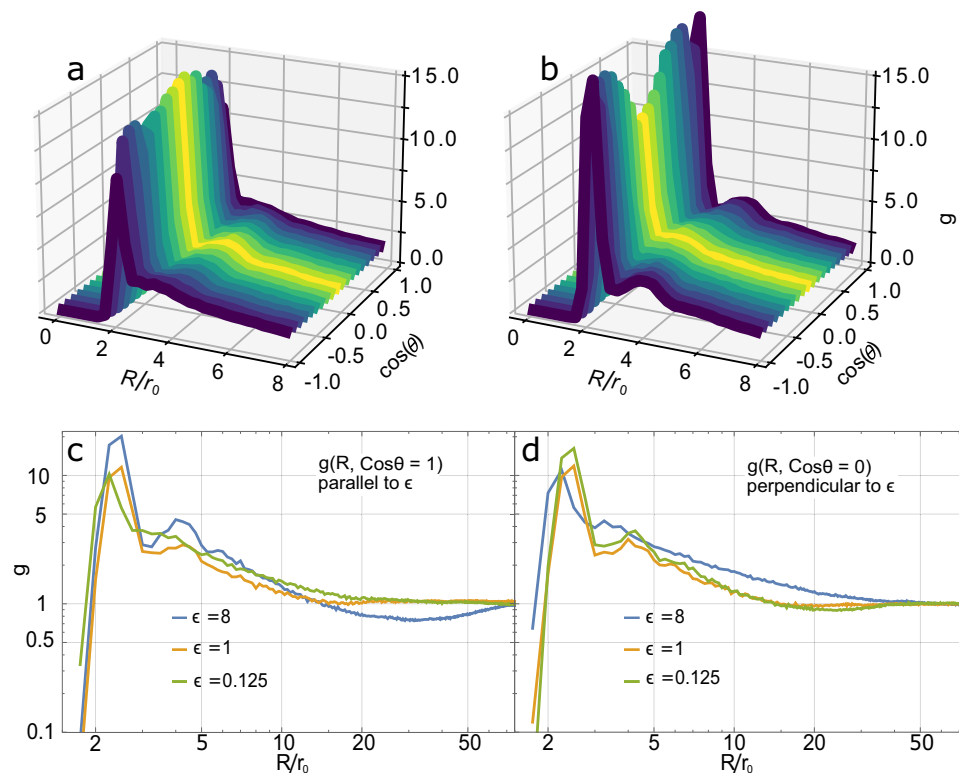 a
15.0
10.0
5.0
0.0
g
0
2
4
6
8
R/r₀
-1.0
-0.5
0.0
0.5
1.0
cos(θ)
b
15.0
10.0
5.0
0.0
g
0
2
4
6
8
R/r₀
-1.0
-0.5
0.0
0.5
1.0
cos(θ)
c
g(R, Cosθ = 1)
parallel to ϵ
10
5
1
0.5
0.1
g
ϵ = 8
ϵ = 1
ϵ = 0.125
2
5
10
20
50
R/r₀
d
g(R, Cosθ = 0)
perpendicular to ϵ
ϵ = 8
ϵ = 1
ϵ = 0.125
2
5
10
20
50
R/r₀